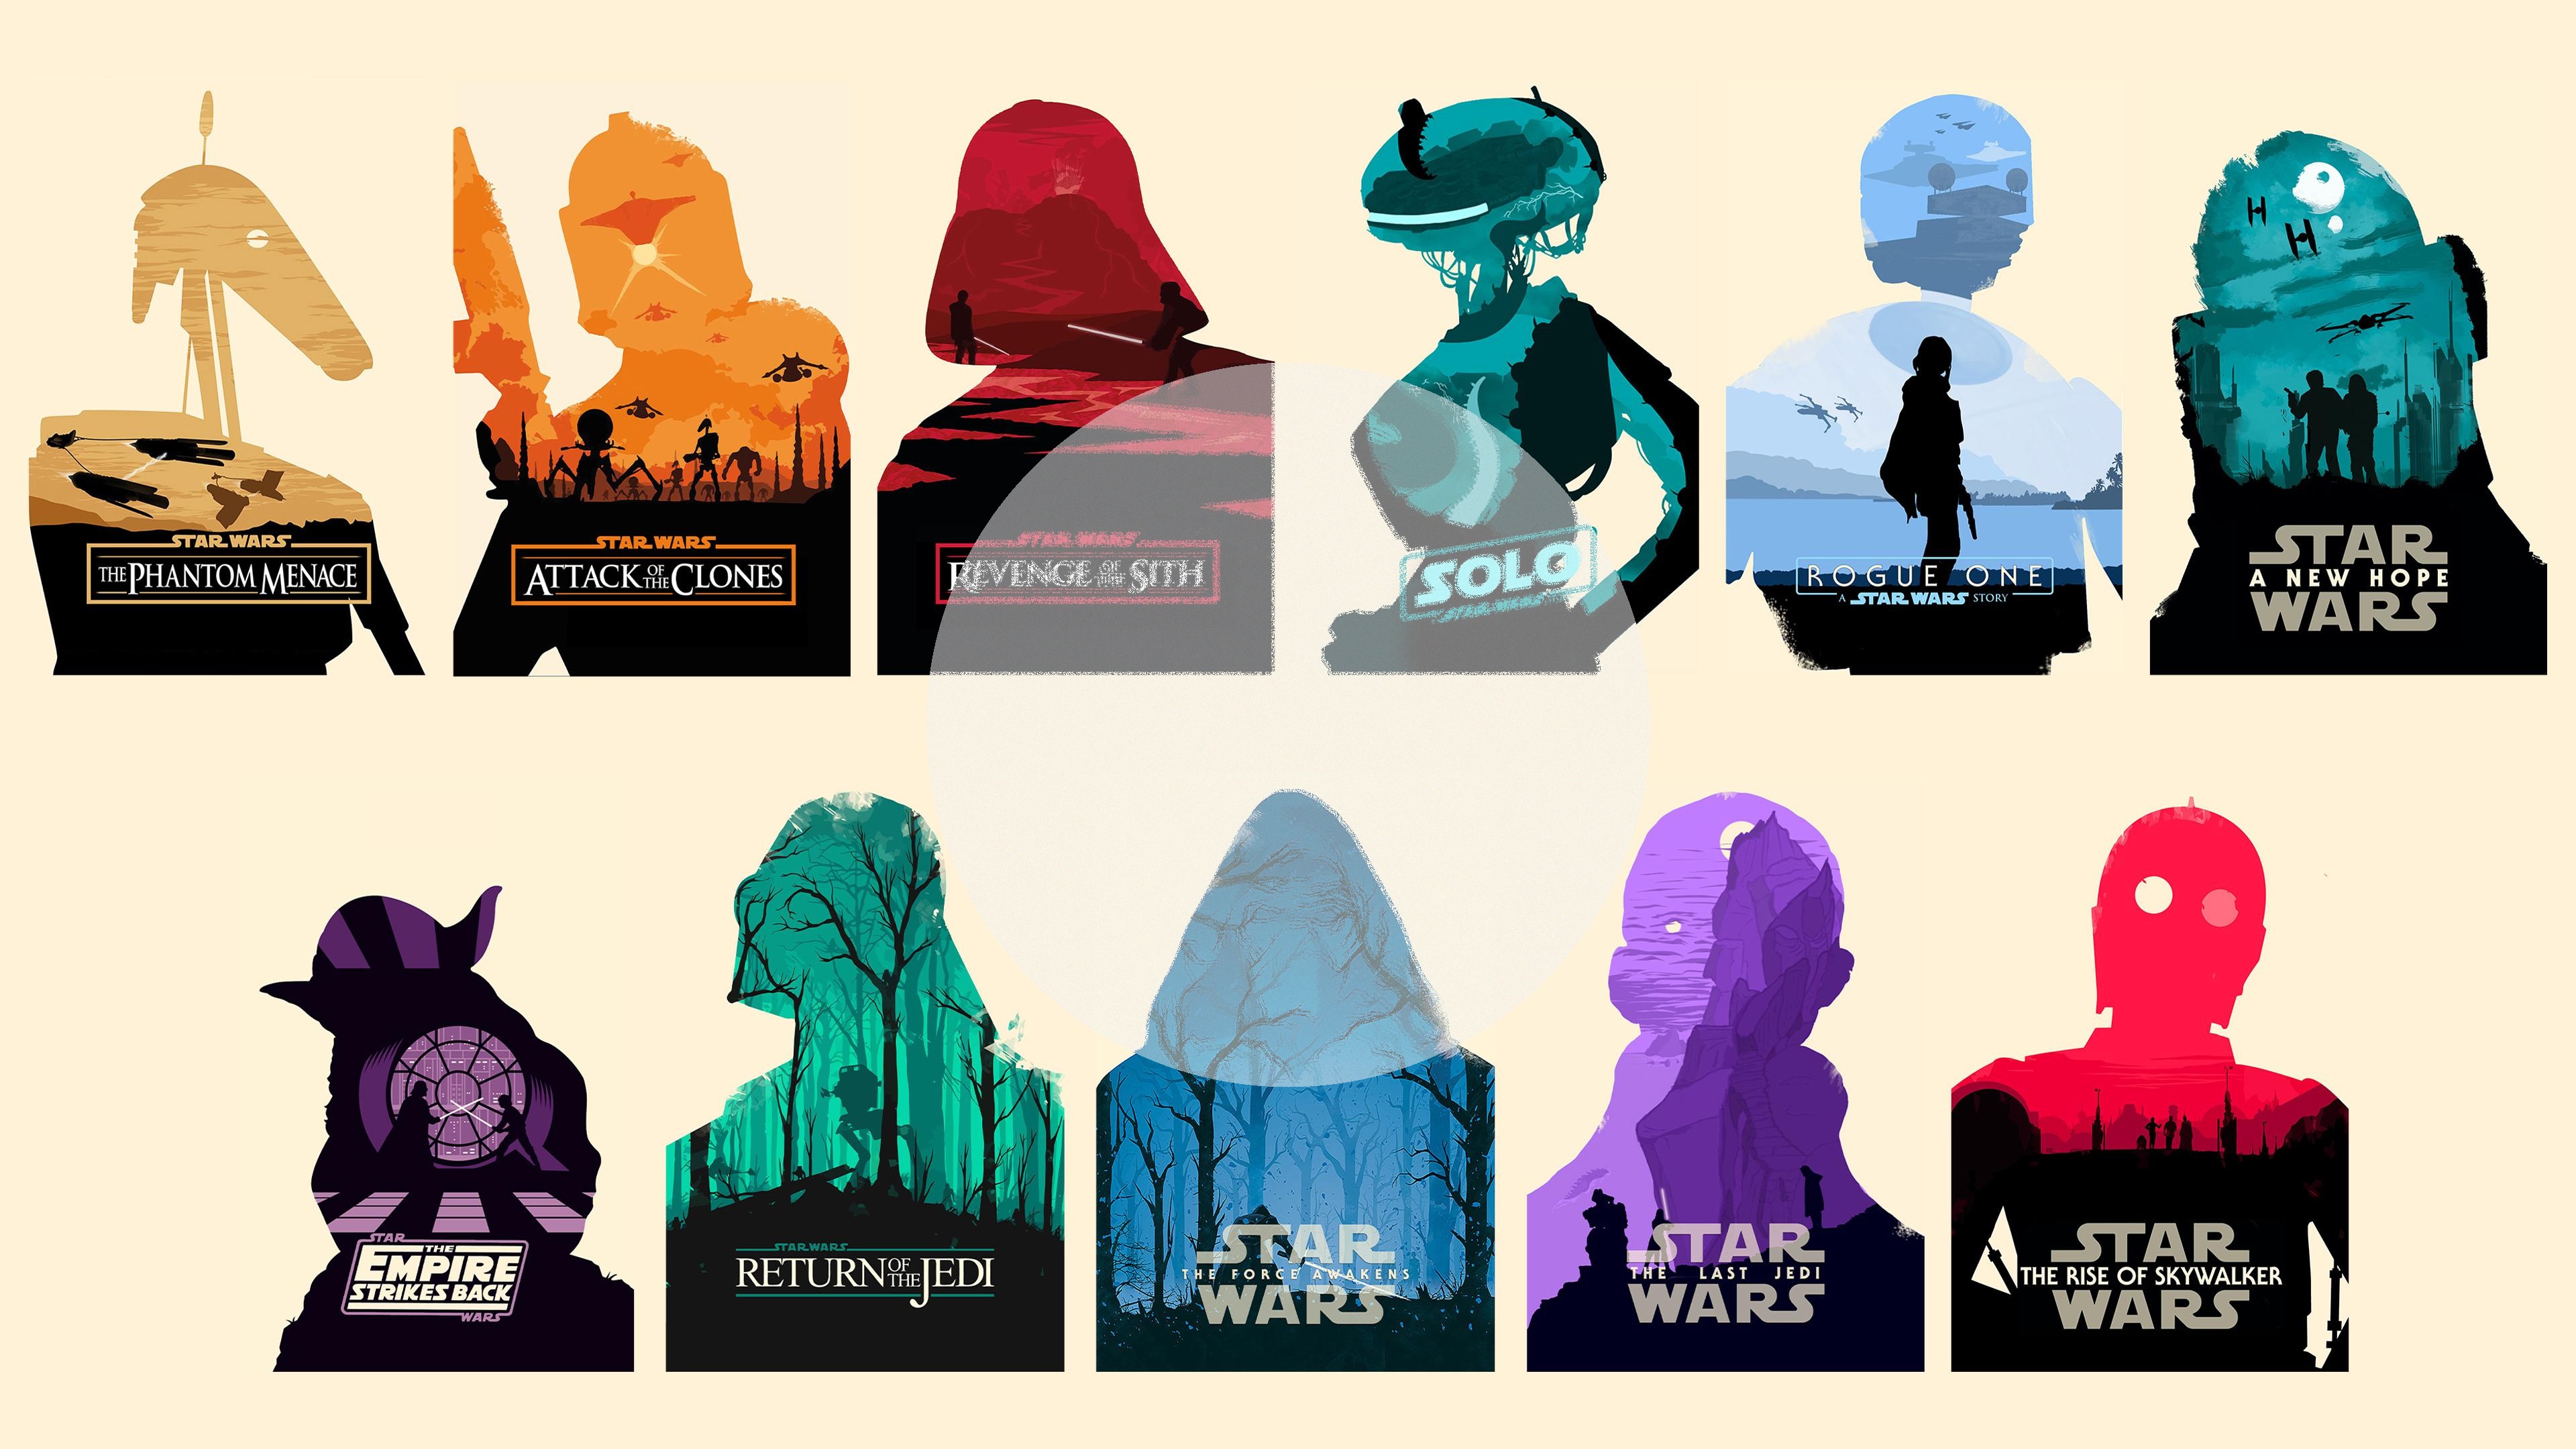 STAR WARS
THE PHANTOM MENACE
STAR WARS
ATTACK OF THE CLONES
STAR WARS
REVENGE OF THE SITH
SOLO
A STAR WARS STORY
ROGUE ONE
A STAR WARS STORY
STAR
A NEW HOPE
WARS
STAR
THE
EMPIRE
STRIKES BACK
WARS
STAR WARS
RETURN OF THE JEDI
STAR
THE FORCE AWAKENS
WARS
STAR
THE LAST JEDI
WARS
STAR
THE RISE OF SKYWALKER
WARS